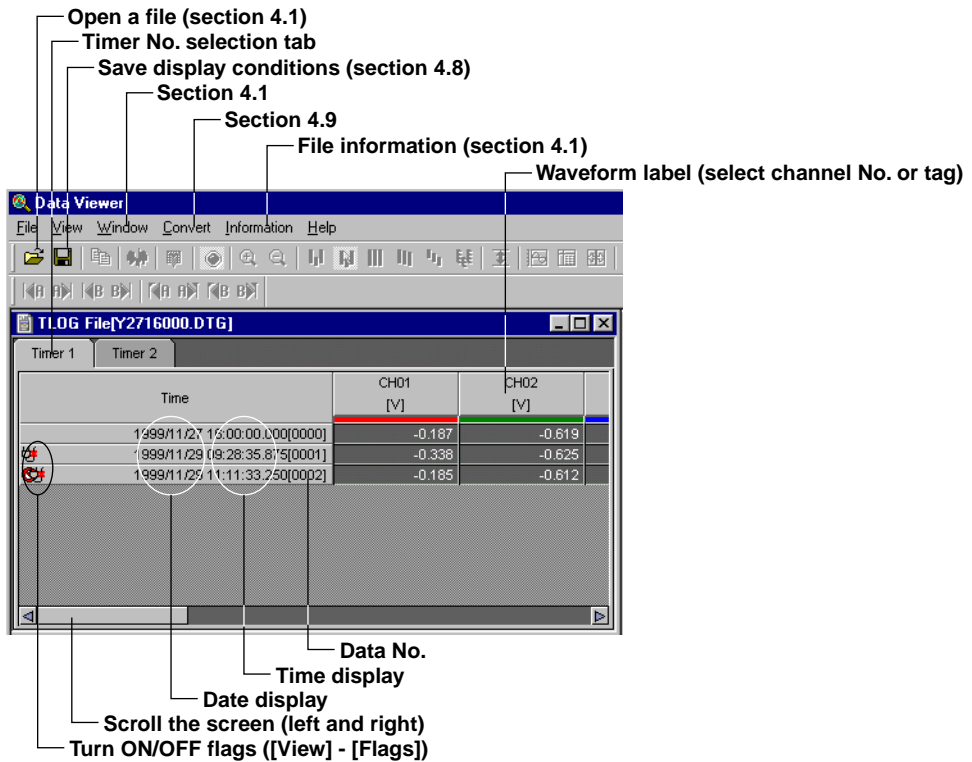 Open a file (section 4.1)
Timer No. selection tab
Save display conditions (section 4.8)
Section 4.1
Section 4.9
File information (section 4.1)
Waveform label (select channel No. or tag)
Data Viewer
File View Window Convert Information Help
A A B B A A B B
TLOG File[Y2716000.DTG]
Timer 1 Timer 2
Time CH01 CH02
[V] [V]
1999/11/27 15:00:00.000[0000] -0.187 -0.619
1999/11/29 09:28:35.875[0001] -0.338 -0.625
1999/11/29 11:11:33.250[0002] -0.185 -0.612
Data No.
Time display
Date display
Scroll the screen (left and right)
Turn ON/OFF flags ([View] - [Flags])